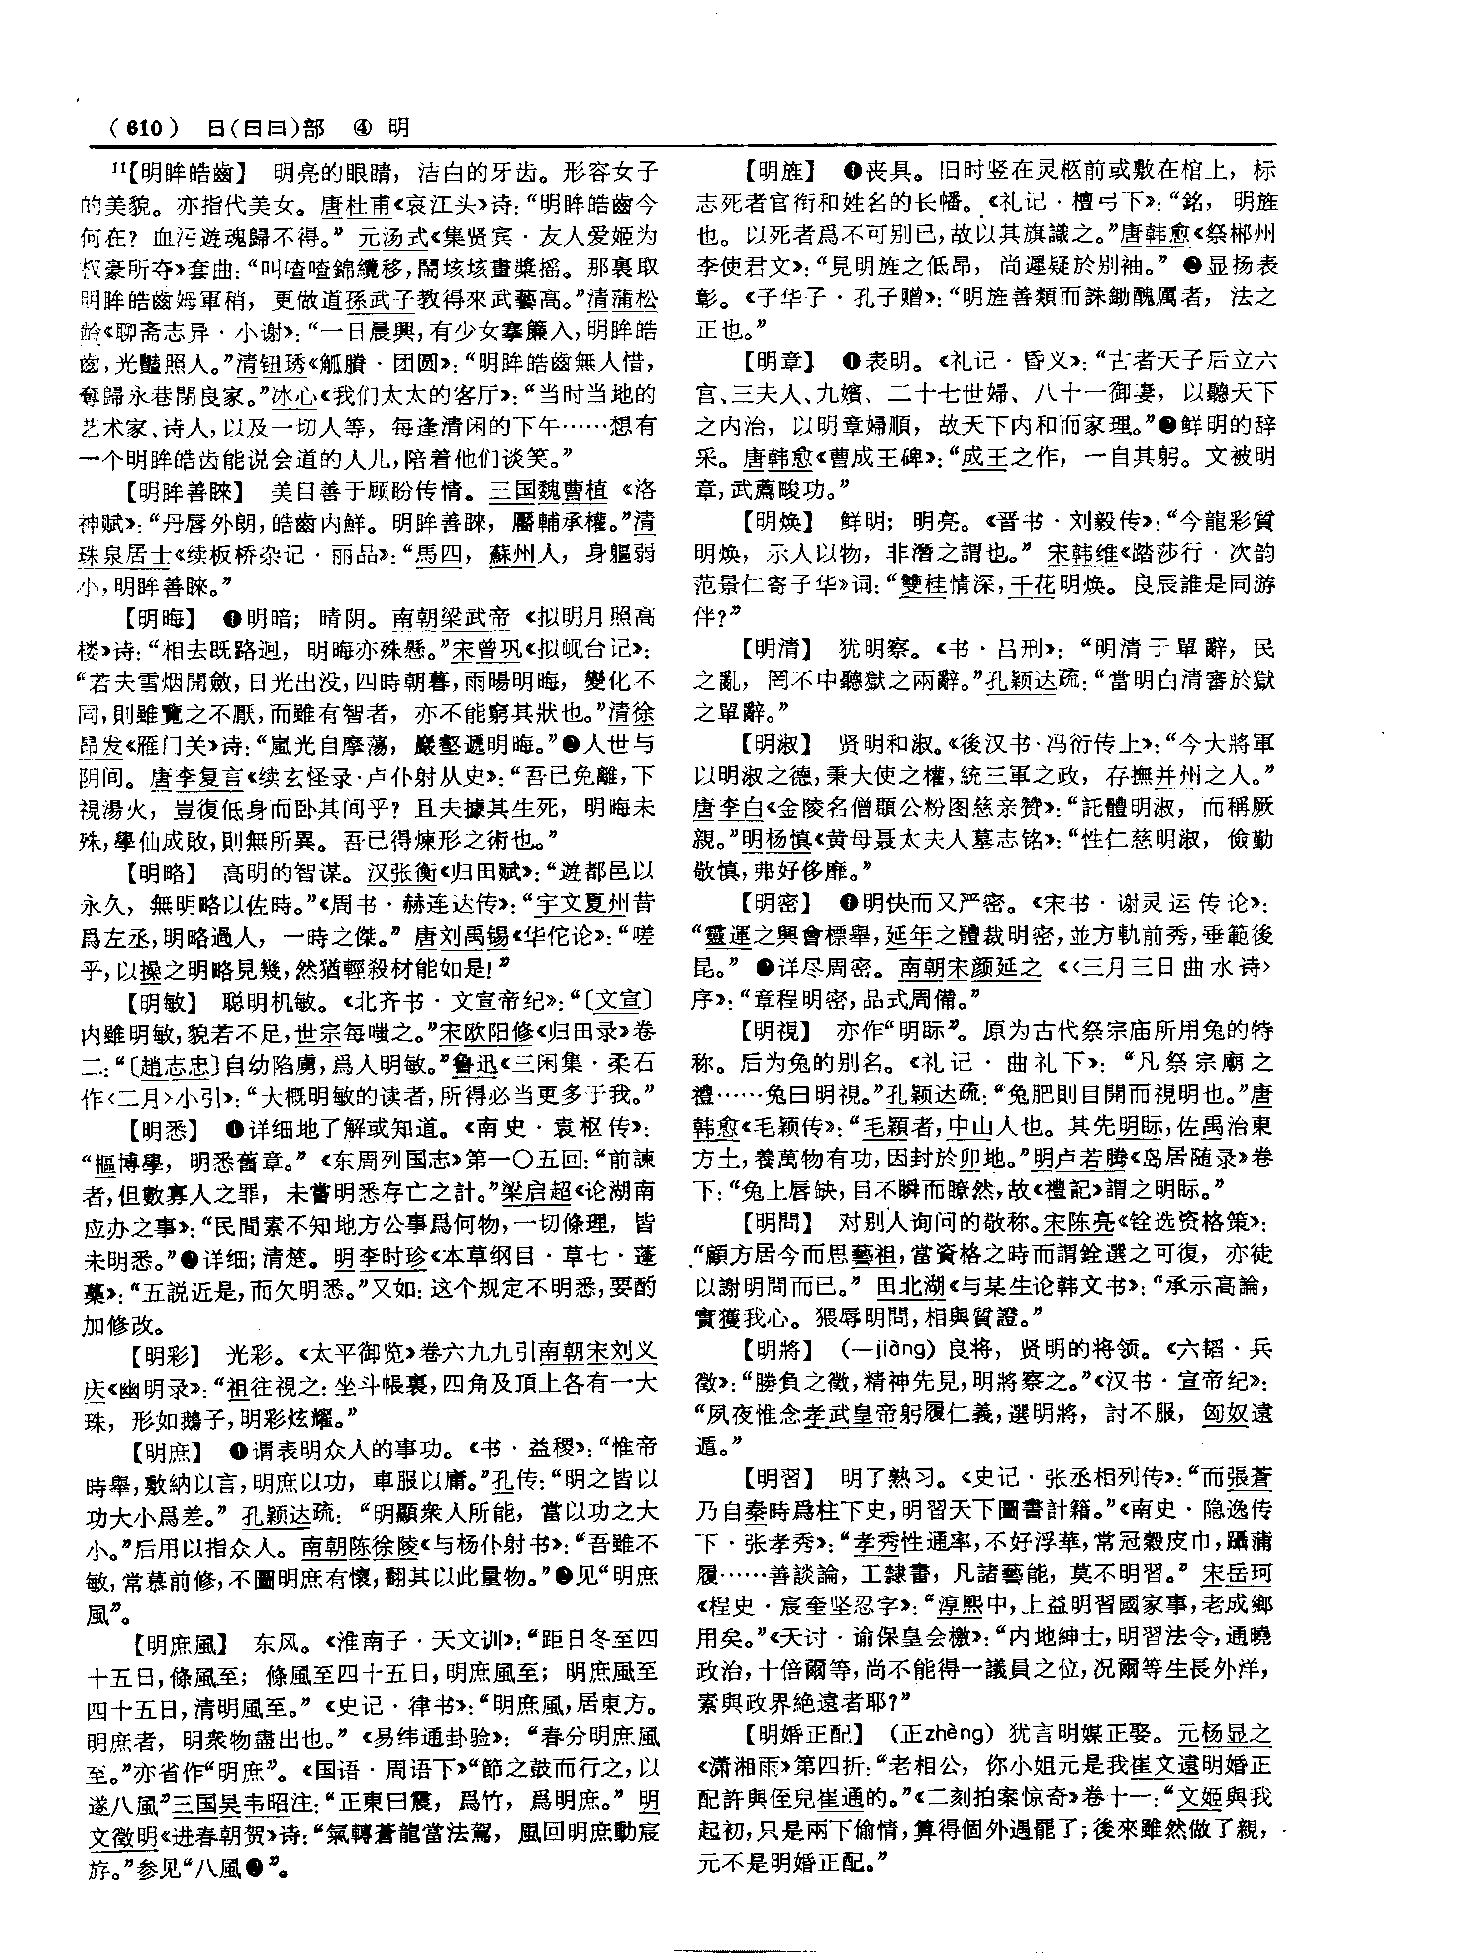 （610） 日(曰⺜)部 ④ 明
11【明眸皓齒】 明亮的眼睛，洁白的牙齿。形容女子
的美貌。亦指代美女。唐杜甫《哀江头》诗：“明眸皓齒今
何在？血污遊魂歸不得。” 元汤式《集贤宾·友人爱姬为
权豪所夺》套曲：“叫喳喳錦纜移，鬧垓垓畫槳摇。那裏取
明眸皓齒姆軍稍，更做道孫武子教得來武藝高。”清蒲松
龄《聊斋志异·小谢》：“一日晨興，有少女搴簾入，明眸皓
齒，光豔照人。”清钮琇《觚賸·团圆》：“明眸皓齒無人惜，
奪歸永巷閉良家。”冰心《我们太太的客厅》：“当时当地的
艺术家、诗人，以及一切人等，每逢清闲的下午……想有
一个明眸皓齿能说会道的人儿，陪着他们谈笑。”
【明眸善睞】 美目善于顾盼传情。三国魏曹植《洛
神赋》：“丹唇外朗，皓齒内鮮。明眸善睞，靨輔承權。”清
珠泉居士《续板桥杂记·丽品》：“馬四，蘇州人，身軀弱
小，明眸善睞。”
【明晦】 ❶明暗；晴阴。南朝梁武帝《拟明月照高
楼》诗：“相去既路迥，明晦亦殊懸。”宋曾巩《拟岘台记》：
“若夫雪烟開斂，日光出没，四時朝暮，雨暘明晦，變化不
同，則雖覽之不厭，而雖有智者，亦不能窮其狀也。”清徐
昂发《雁门关》诗：“嵐光自摩蕩，巖壑遞明晦。”❷人世与
阴间。唐李复言《续玄怪录·卢仆射从史》：“吾已免離，下
視湯火，豈復低身而卧其间乎？且夫據其生死，明晦未
殊，學仙成敗，則無所異。吾已得煉形之術也。”
【明略】 高明的智谋。汉张衡《归田赋》：“遊都邑以
永久，無明略以佐時。”《周书·赫连达传》：“宇文夏州昔
爲左丞，明略過人，一時之傑。” 唐刘禹锡《华佗论》：“嗟
乎，以操之明略見幾，然猶輕殺材能如是！”
【明敏】 聪明机敏。《北齐书·文宣帝纪》：“〔文宣〕
内雖明敏，貌若不足，世宗每嗤之。”宋欧阳修《归田录》卷
二：“〔趙志忠〕自幼陷虜，爲人明敏。”鲁迅《三闲集·柔石
作〈二月〉小引》：“大概明敏的读者，所得必当更多于我。”
【明悉】 ❶详细地了解或知道。《南史·袁枢传》：
“樞博學，明悉舊章。”《东周列国志》第一〇五回：“前諫
者，但數寡人之罪，未嘗明悉存亡之計。”梁启超《论湖南
应办之事》：“民間素不知地方公事爲何物，一切條理，皆
未明悉。”❷详细；清楚。明李时珍《本草纲目·草七·蓬
蘽》：“五説近是，而欠明悉。”又如：这个规定不明悉，要酌
加修改。
【明彩】 光彩。《太平御览》卷六九九引南朝宋刘义
庆《幽明录》：“祖往視之：坐斗帳裏，四角及頂上各有一大
珠，形如鵝子，明彩炫耀。”
【明庶】 ❶谓表明众人的事功。《书·益稷》：“惟帝
時舉，敷納以言，明庶以功，車服以庸。”孔传：“明之皆以
功大小爲差。” 孔颖达疏：“明顯衆人所能，當以功之大
小。”后用以指众人。南朝陈徐陵《与杨仆射书》：“吾雖不
敏，常慕前修，不圖明庶有懷，翻其以此量物。”❷见“明庶
風”。
【明庶風】 东风。《淮南子·天文训》：“距日冬至四
十五日，條風至；條風至四十五日，明庶風至；明庶風至
四十五日，清明風至。”《史记·律书》：“明庶風，居東方。
明庶者，明衆物盡出也。”《易纬通卦验》：“春分明庶風
至。”亦省作“明庶”。《国语·周语下》“節之鼓而行之，以
遂八風”三国吴韦昭注：“正東曰震，爲竹，爲明庶。” 明
文徵明《进春朝贺》诗：“氣轉蒼龍當法駕，風回明庶動宸
斿。”参见“八風❷”。
【明旌】 ❶丧具。旧时竖在灵柩前或敷在棺上，标
志死者官衔和姓名的长幡。《礼记·檀弓下》：“銘，明旌
也。以死者爲不可别已，故以其旗識之。”唐韩愈《祭郴州
李使君文》：“見明旌之低昂，尚遲疑於别袖。” ❷显扬表
彰。《子华子·孔子赠》：“明旌善類而誅鋤醜厲者，法之
正也。”
【明章】 ❶表明。《礼记·昏义》：“古者天子后立六
宫、三夫人、九嬪、二十七世婦、八十一御妻，以聽天下
之内治，以明章婦順，故天下内和而家理。”❷鲜明的辞
采。唐韩愈《曹成王碑》：“成王之作，一自其躬。文被明
章，武薦畯功。”
【明焕】 鲜明；明亮。《晋书·刘毅传》：“今龍彩質
明焕，示人以物，非潛之謂也。” 宋韩维《踏莎行·次韵
范景仁寄子华》词：“雙桂情深，千花明焕。良辰誰是同游
伴？”
【明清】 犹明察。《书·吕刑》：“明清于單辭，民
之亂，罔不中聽獄之兩辭。”孔颖达疏：“當明白清審於獄
之單辭。”
【明淑】 贤明和淑。《後汉书·冯衍传上》：“今大將軍
以明淑之德，秉大使之權，統三軍之政，存撫并州之人。”
唐李白《金陵名僧頵公粉图慈亲赞》：“託體明淑，而稱厥
親。”明杨慎《黄母聂太夫人墓志铭》：“性仁慈明淑，儉勤
敬慎，弗好侈靡。”
【明密】 ❶明快而又严密。《宋书·谢灵运传论》：
“靈運之興會標舉，延年之體裁明密，並方軌前秀，垂範後
昆。” ❷详尽周密。南朝宋颜延之《〈三月三日曲水诗〉
序》：“章程明密，品式周備。”
【明視】 亦作“明眎”。原为古代祭宗庙所用兔的特
称。后为兔的别名。《礼记·曲礼下》：“凡祭宗廟之
禮……兔曰明視。”孔颖达疏：“兔肥則目開而視明也。”唐
韩愈《毛颖传》：“毛穎者，中山人也。其先明眎，佐禹治東
方土，養萬物有功，因封於卯地。”明卢若腾《岛居随录》卷
下：“兔上唇缺，目不瞬而瞭然，故《禮記》謂之明眎。”
【明問】 对别人询问的敬称。宋陈亮《铨选资格策》：
“顧方居今而思藝祖，當資格之時而謂銓選之可復，亦徒
以謝明問而已。” 田北湖《与某生论韩文书》：“承示高論，
實獲我心。猥辱明問，相與質證。”
【明將】 （—jiàng）良将，贤明的将领。《六韬·兵
徵》：“勝負之徵，精神先見，明將察之。”《汉书·宣帝纪》：
“夙夜惟念孝武皇帝躬履仁義，選明將，討不服，匈奴遠
遁。”
【明習】 明了熟习。《史记·张丞相列传》：“而張蒼
乃自秦時爲柱下史，明習天下圖書計籍。”《南史·隐逸传
下·张孝秀》：“孝秀性通率，不好浮華，常冠縠皮巾，躡蒲
履……善談論，工隸書，凡諸藝能，莫不明習。” 宋岳珂
《桯史·宸奎坚忍字》：“淳熙中，上益明習國家事，老成鄉
用矣。”《天讨·谕保皇会檄》：“内地紳士，明習法令，通曉
政治，十倍爾等，尚不能得一議員之位，况爾等生長外洋，
素與政界絶遠者耶？”
【明婚正配】 （正zhèng）犹言明媒正娶。元杨显之
《潇湘雨》第四折：“老相公，你小姐元是我崔文遠明婚正
配許與侄兒崔通的。”《二刻拍案惊奇》卷十一：“文姬與我
起初，只是兩下偷情，算得個外遇罷了；後來雖然做了親，
元不是明婚正配。”